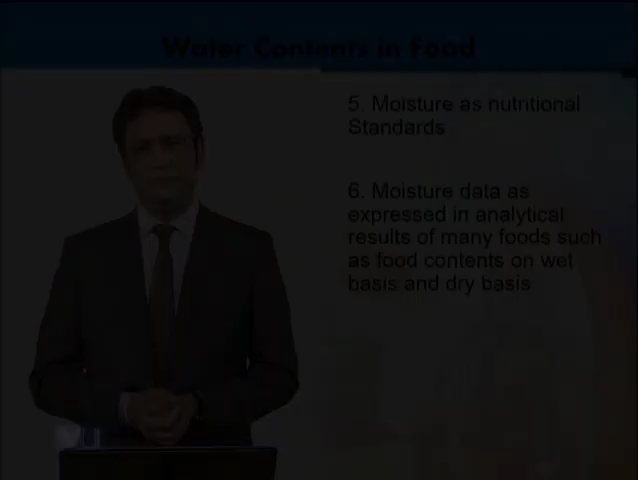 Water Contents in Food
5. Moisture as nutritional
Standards
6. Moisture data as
expressed in analytical
results of many foods such
as food contents on wet
basis and dry basis